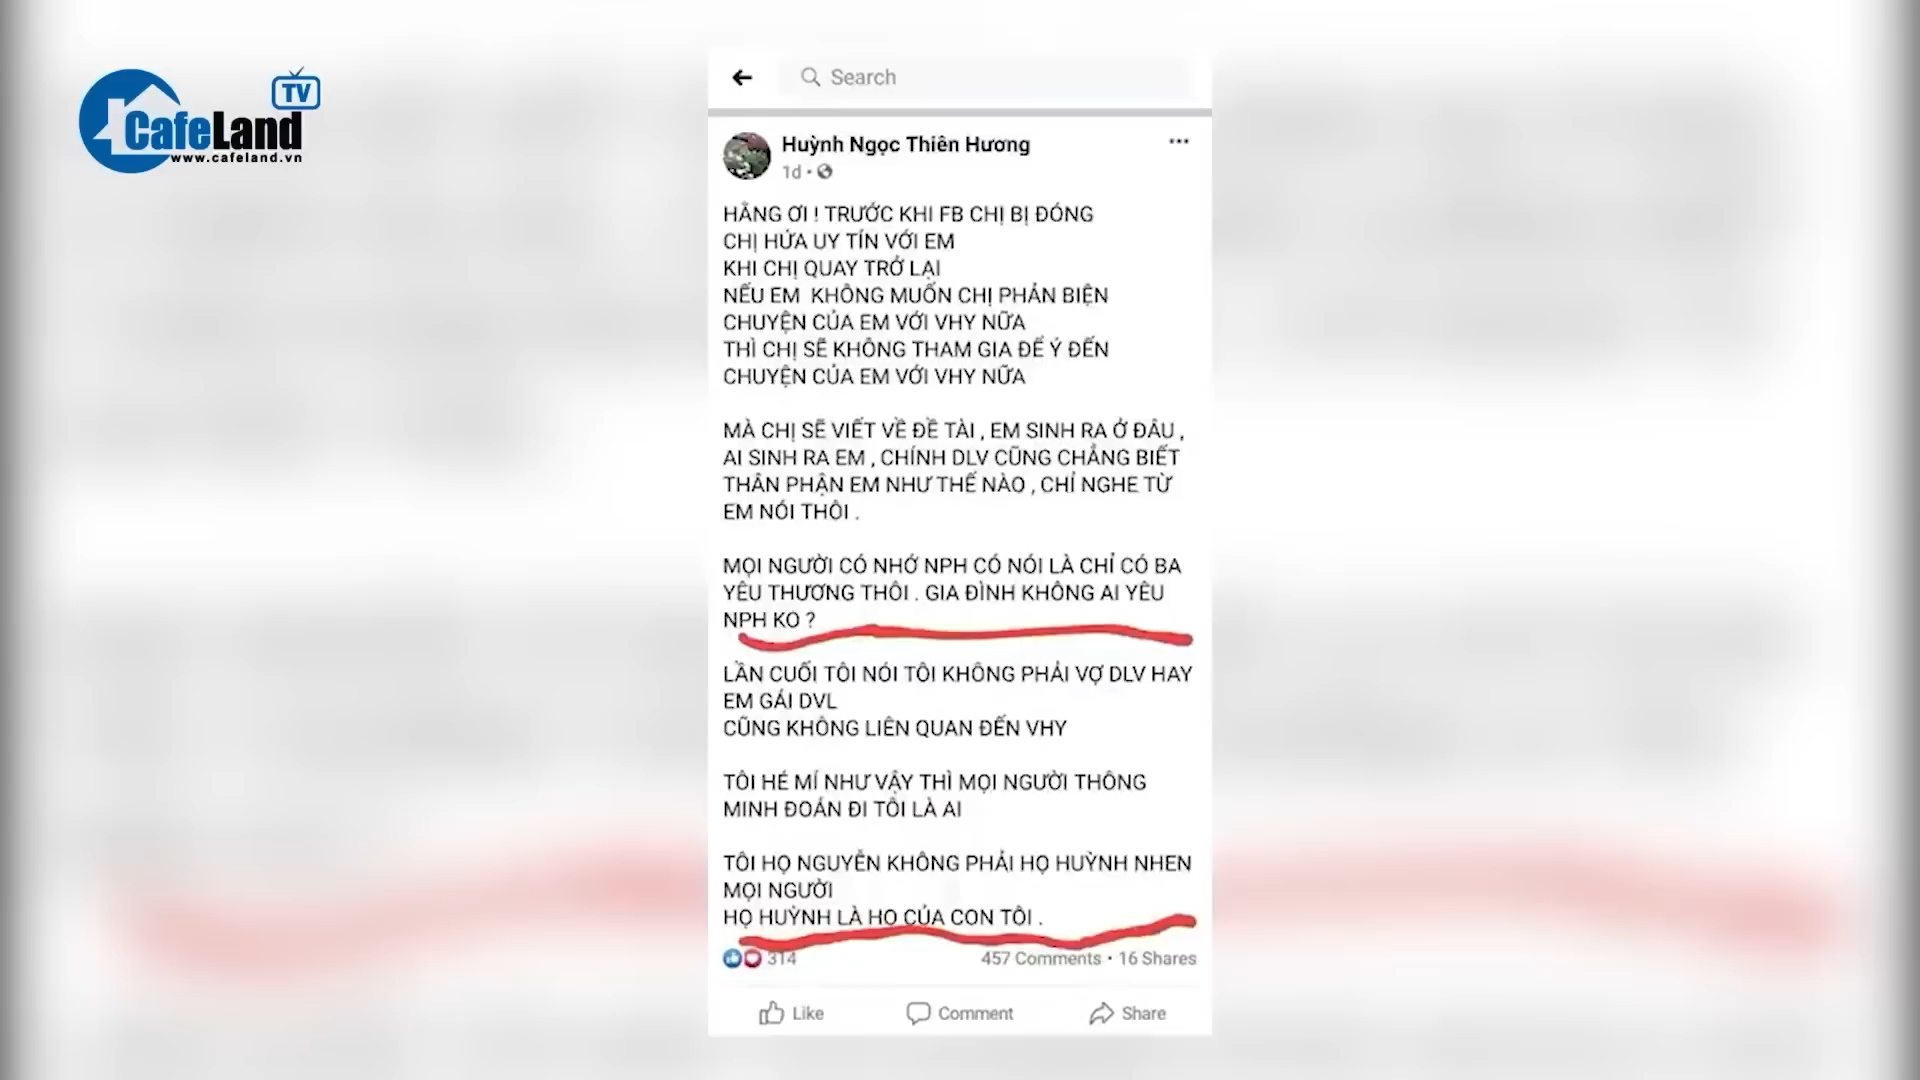 CafeLand
TV
www.cafeland.vn
Search
Huỳnh Ngọc Thiên Hương
1d
HẰNG ƠI ! TRƯỚC KHI FB CHỊ BỊ ĐÓNG
CHỊ HỨA UY TÍN VỚI EM
KHI CHỊ QUAY TRỞ LẠI
NẾU EM KHÔNG MUỐN CHỊ PHẢN BIỆN
CHUYỆN CỦA EM VỚI VHY NỮA
THÌ CHỊ SẼ KHÔNG THAM GIA ĐỂ Ý ĐẾN
CHUYỆN CỦA EM VỚI VHY NỮA
MÀ CHỊ SẼ VIẾT VỀ ĐỀ TÀI , EM SINH RA Ở ĐÂU ,
AI SINH RA EM , CHÍNH DLV CŨNG CHẲNG BIẾT
THÂN PHẬN EM NHƯ THẾ NÀO , CHỈ NGHE TỪ
EM NÓI THÔI .
MỌI NGƯỜI CÓ NHỚ NPH CÓ NÓI LÀ CHỈ CÓ BA
YÊU THƯƠNG THÔI . GIA ĐÌNH KHÔNG AI YÊU
NPH KO ?
LẦN CUỐI TÔI NÓI TÔI KHÔNG PHẢI VỢ DLV HAY
EM GÁI DVL
CŨNG KHÔNG LIÊN QUAN ĐẾN VHY
TÔI HÉ MÍ NHƯ VẬY THÌ MỌI NGƯỜI THÔNG
MINH ĐOÁN ĐI TÔI LÀ AI
TÔI HỌ NGUYỄN KHÔNG PHẢI HỌ HUỲNH NHEN
MỌI NGƯỜI
HỌ HUỲNH LÀ HỌ CỦA CON TÔI .
314
457 Comments • 16 Shares
Like
Comment
Share